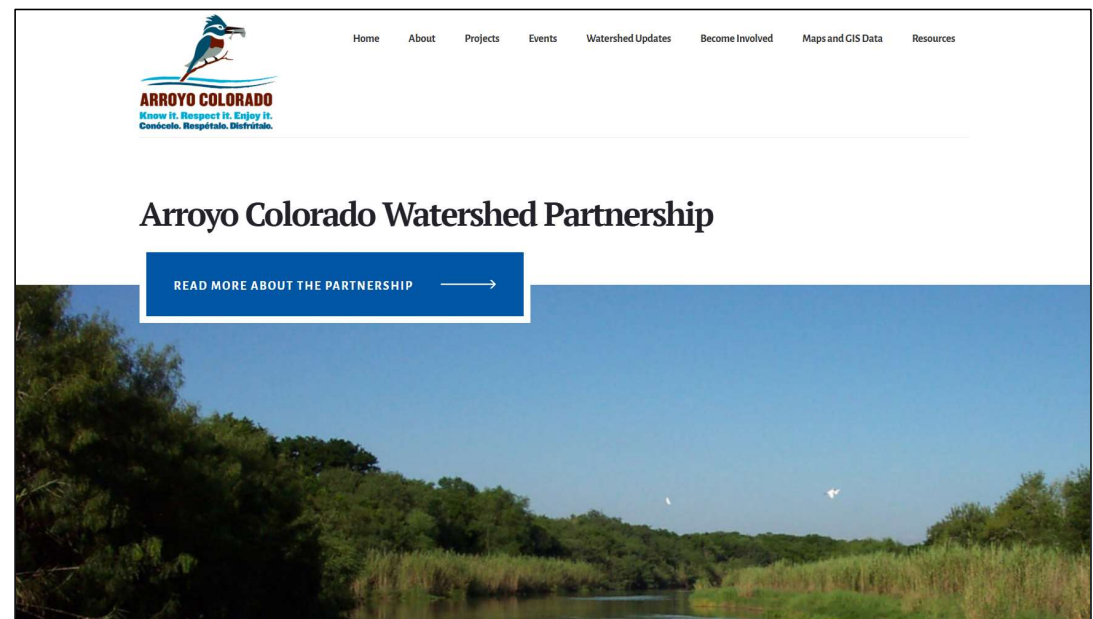 Home About Projects Events Watershed Updates Become Involved Maps and GIS Data Resources
ARROYO COLORADO
Know it. Respect it. Enjoy it.
Conócelo. Respétalo. Disfrútalo.
Arroyo Colorado Watershed Partnership
READ MORE ABOUT THE PARTNERSHIP